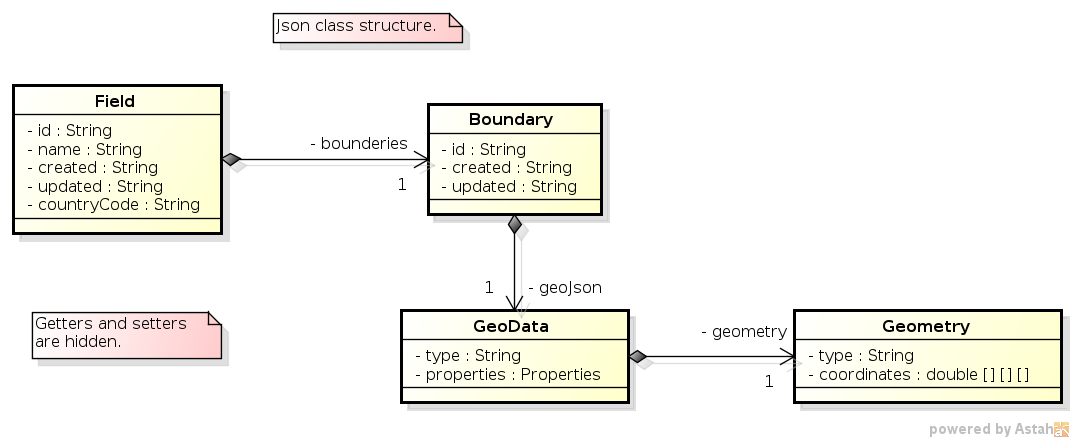 Json class structure.
Field
- id : String
- name : String
- created : String
- updated : String
- countryCode : String
- bounderies
1
Boundary
- id : String
- created : String
- updated : String
1
- geoJson
Getters and setters
are hidden.
GeoData
- type : String
- properties : Properties
- geometry
1
Geometry
- type : String
- coordinates : double [ ] [ ] [ ]
powered by Astah